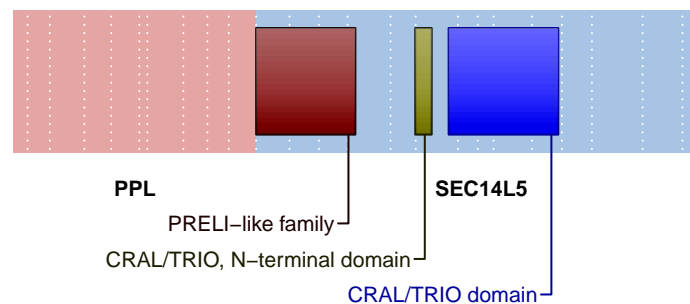 PPL SEC14L5
PRELI−like family
CRAL/TRIO, N−terminal domain
CRAL/TRIO domain